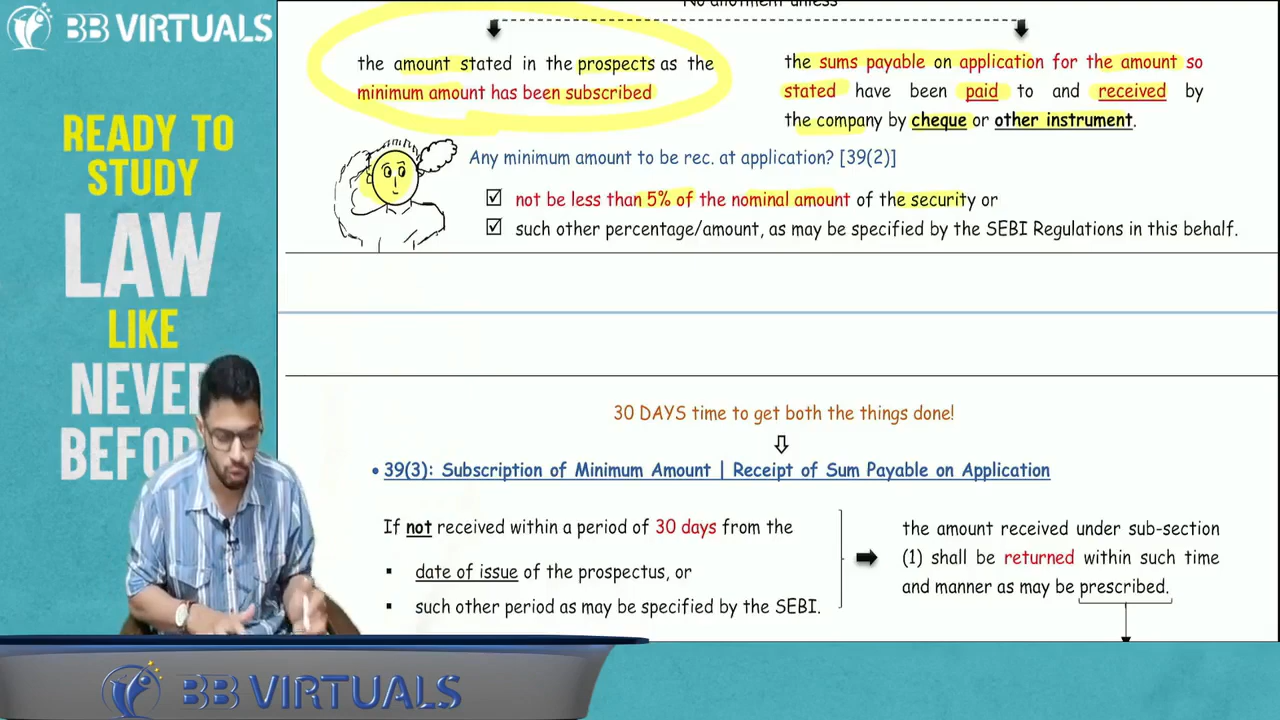 BB VIRTUALS
READY TO
STUDY
LAW
LIKE
NEVER
BEFOR
No allotment unless
the amount stated in the prospects as the
minimum amount has been subscribed
the sums payable on application for the amount so
stated have been paid to and received by
the company by cheque or other instrument.
Any minimum amount to be rec. at application? [39(2)]
☑ not be less than 5% of the nominal amount of the security or
☑ such other percentage/amount, as may be specified by the SEBI Regulations in this behalf.
30 DAYS time to get both the things done!
• 39(3): Subscription of Minimum Amount | Receipt of Sum Payable on Application
If not received within a period of 30 days from the
▪ date of issue of the prospectus, or
▪ such other period as may be specified by the SEBI.
the amount received under sub-section
(1) shall be returned within such time
and manner as may be prescribed.
BB VIRTUALS